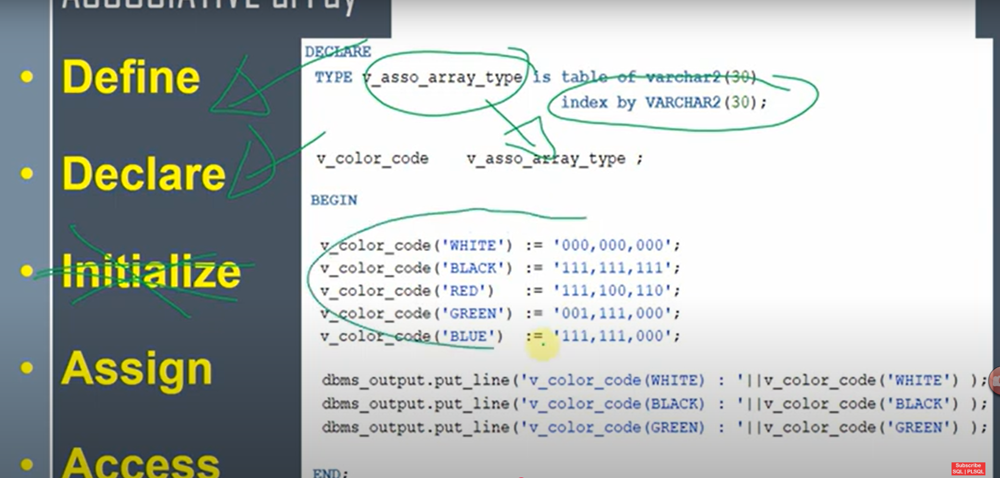 ASSOCIATIVE array
• Define
• Declare
• Initialize
• Assign
• Access
DECLARE
TYPE v_asso_array_type is table of varchar2(30)
index by VARCHAR2(30);
v_color_code v_asso_array_type ;
BEGIN
v_color_code('WHITE') := '000,000,000';
v_color_code('BLACK') := '111,111,111';
v_color_code('RED') := '111,100,110';
v_color_code('GREEN') := '001,111,000';
v_color_code('BLUE') := '111,111,000';
dbms_output.put_line('v_color_code(WHITE) : '||v_color_code('WHITE') );
dbms_output.put_line('v_color_code(BLACK) : '||v_color_code('BLACK') );
dbms_output.put_line('v_color_code(GREEN) : '||v_color_code('GREEN') );
END;
Subscribe
SQL | PLSQL